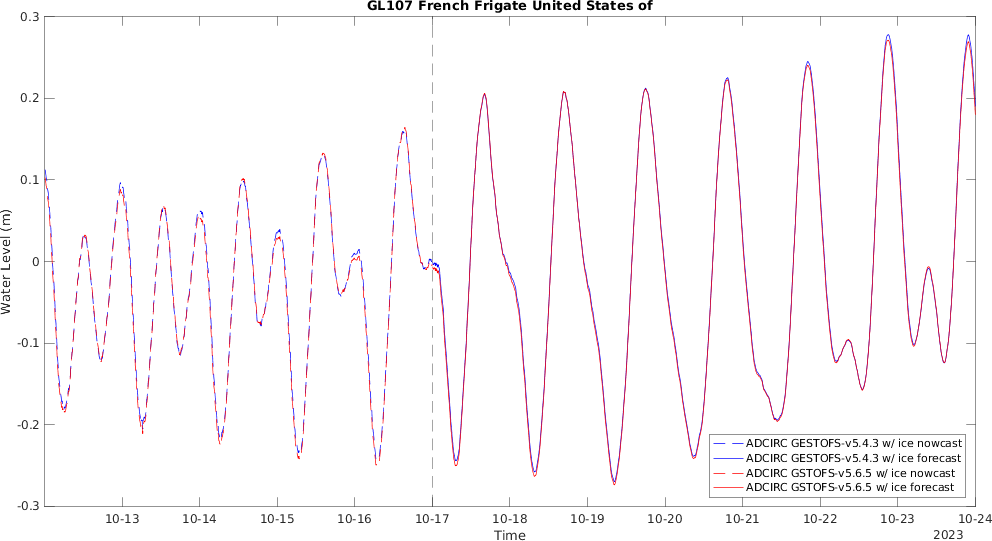 GL107 French Frigate United States of
0.3
0.2
0.1
0
-0.1
-0.2
-0.3
Water Level (m)
ADCIRC GESTOFS-v5.4.3 w/ ice nowcast
ADCIRC GESTOFS-v5.4.3 w/ ice forecast
ADCIRC GSTOFS-v5.6.5 w/ ice nowcast
ADCIRC GSTOFS-v5.6.5 w/ ice forecast
10-13 10-14 10-15 10-16 10-17 10-18 10-19 10-20 10-21 10-22 10-23 10-24
Time
2023